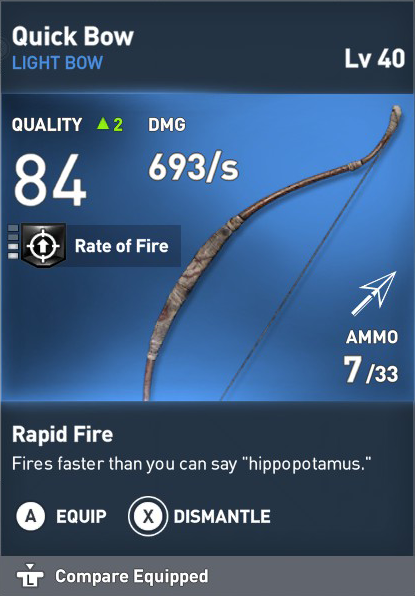 Quick Bow
LIGHT BOW
Lv 40
QUALITY ▲2 DMG
84 693/s
Rate of Fire
AMMO
7/33
Rapid Fire
Fires faster than you can say "hippopotamus."
A EQUIP X DISMANTLE
L Compare Equipped